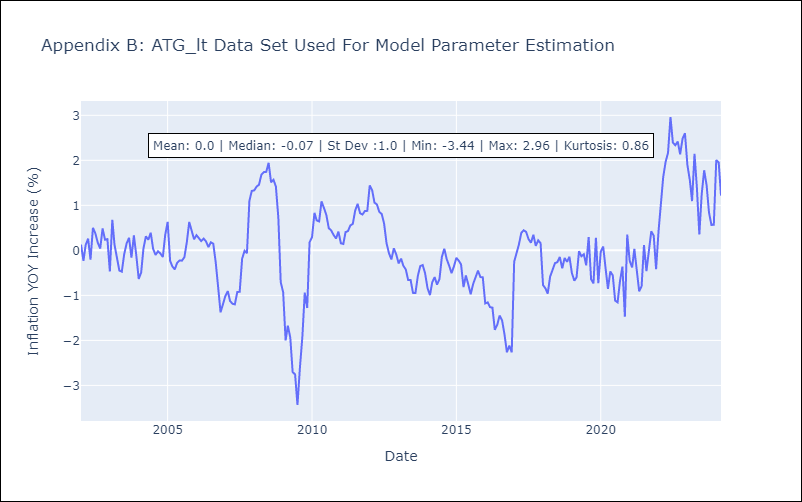 Appendix B: ATG_lt Data Set Used For Model Parameter Estimation
Mean: 0.0 | Median: -0.07 | St Dev :1.0 | Min: -3.44 | Max: 2.96 | Kurtosis: 0.86
Inflation YOY Increase (%)
3
2
1
0
−1
−2
−3
2005
2010
2015
2020
Date